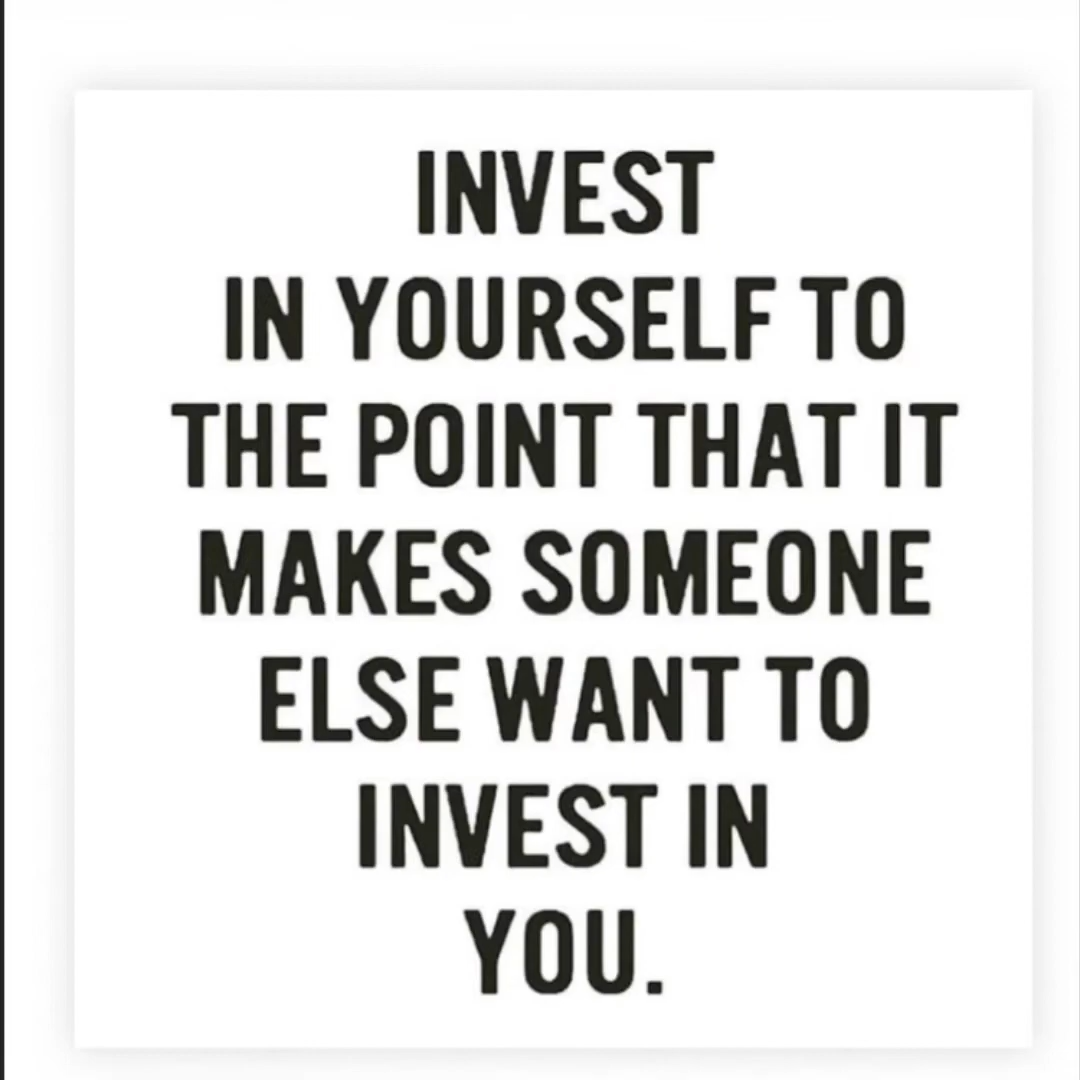 INVEST
IN YOURSELF TO
THE POINT THAT IT
MAKES SOMEONE
ELSE WANT TO
INVEST IN
YOU.